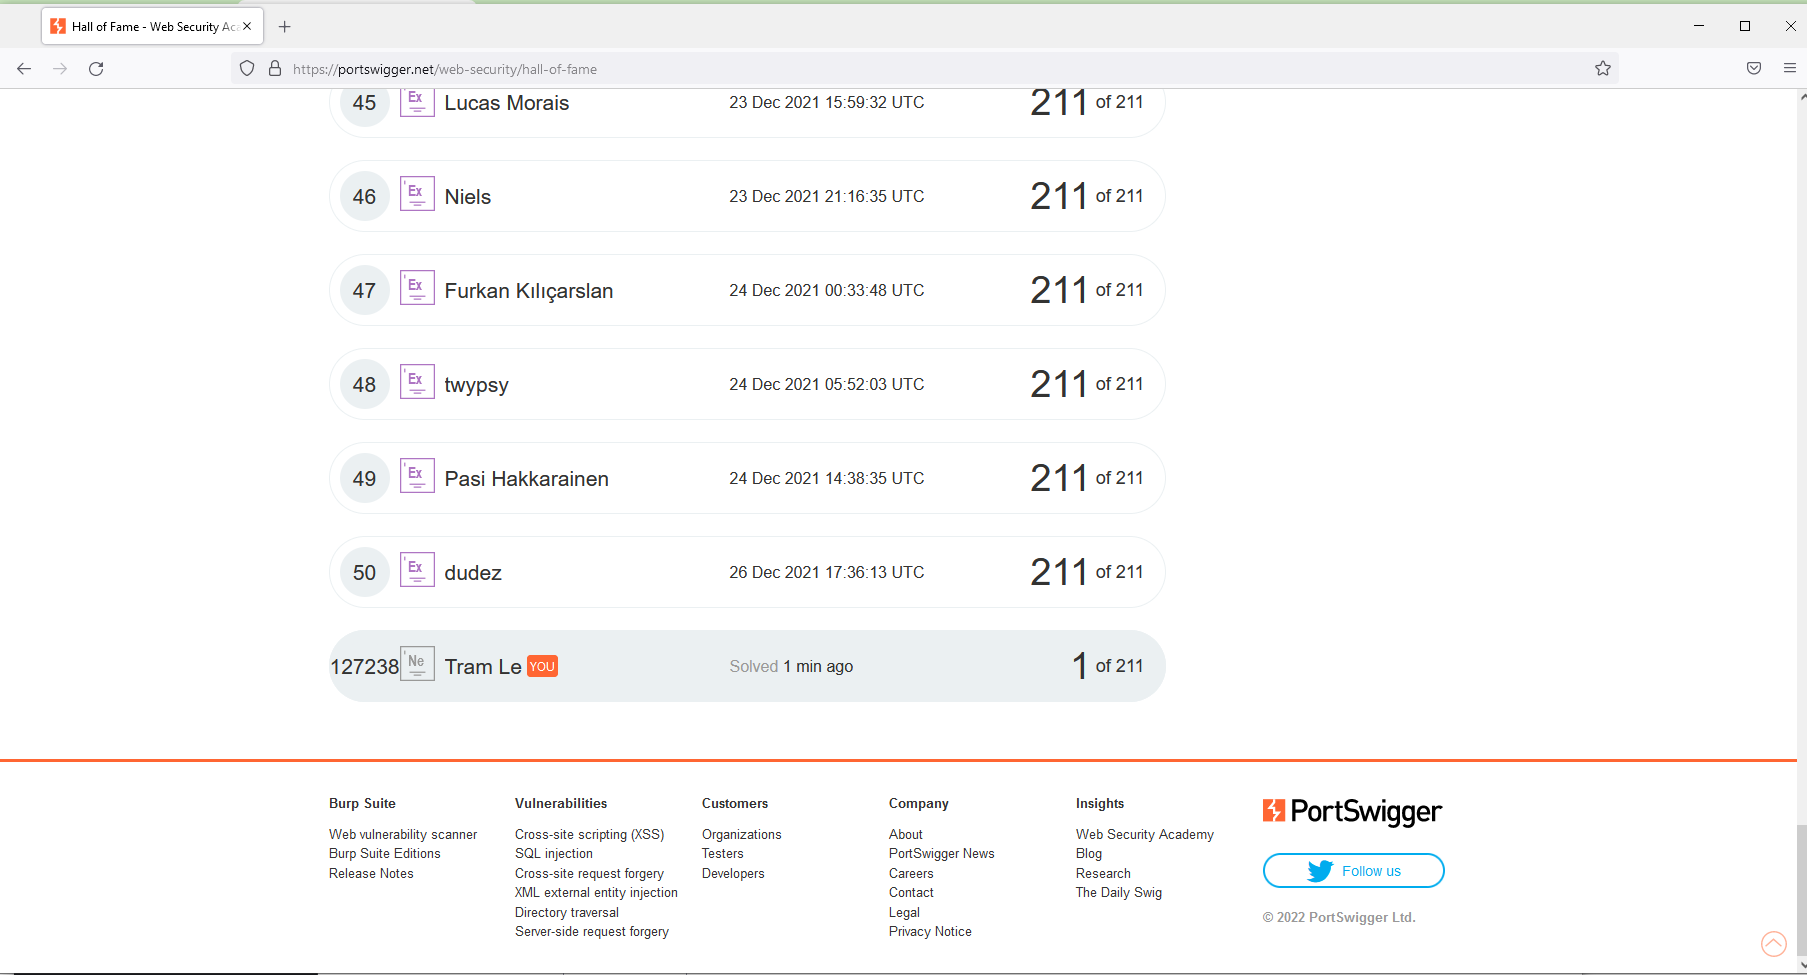 Hall of Fame - Web Security Ac
https://portswigger.net/web-security/hall-of-fame
45 Ex Lucas Morais 23 Dec 2021 15:59:32 UTC 211 of 211
46 Ex Niels 23 Dec 2021 21:16:35 UTC 211 of 211
47 Ex Furkan Kılıçarslan 24 Dec 2021 00:33:48 UTC 211 of 211
48 Ex twypsy 24 Dec 2021 05:52:03 UTC 211 of 211
49 Ex Pasi Hakkarainen 24 Dec 2021 14:38:35 UTC 211 of 211
50 Ex dudez 26 Dec 2021 17:36:13 UTC 211 of 211
127238 Ne Tram Le YOU Solved 1 min ago 1 of 211
Burp Suite
Web vulnerability scanner
Burp Suite Editions
Release Notes
Vulnerabilities
Cross-site scripting (XSS)
SQL injection
Cross-site request forgery
XML external entity injection
Directory traversal
Server-side request forgery
Customers
Organizations
Testers
Developers
Company
About
PortSwigger News
Careers
Contact
Legal
Privacy Notice
Insights
Web Security Academy
Blog
Research
The Daily Swig
PortSwigger
Follow us
© 2022 PortSwigger Ltd.